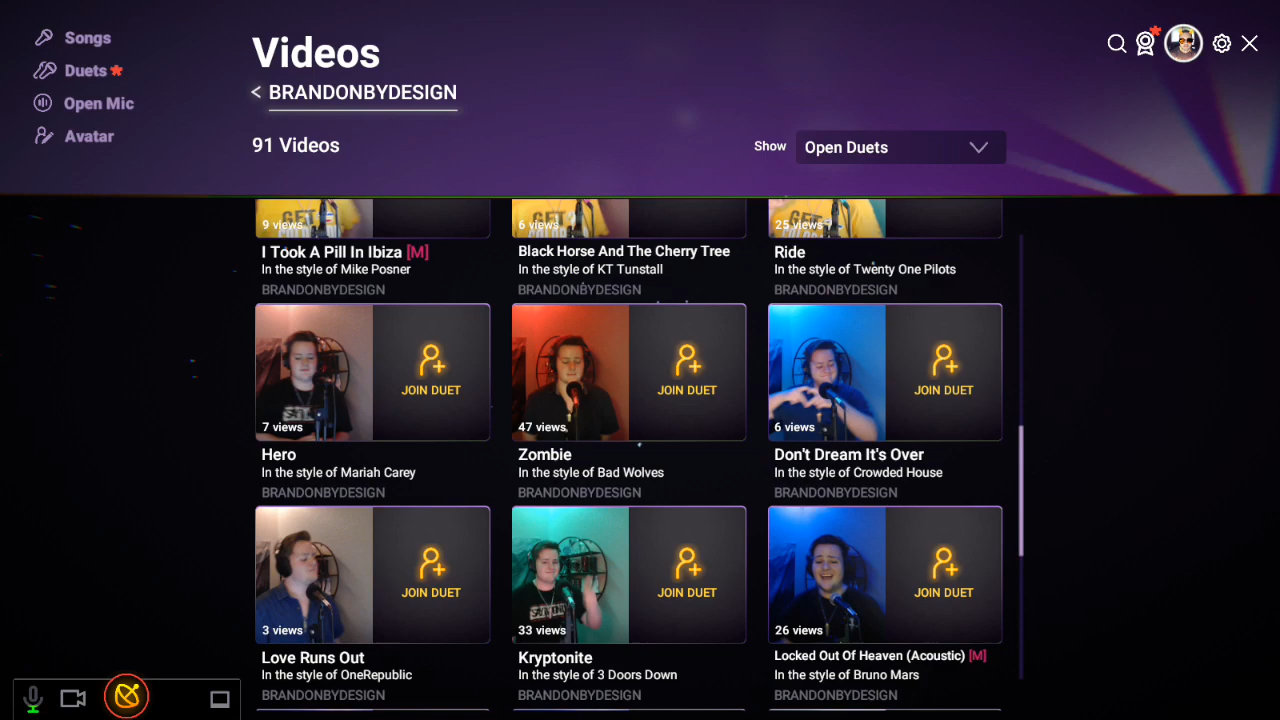 Songs
Duets
Open Mic
Avatar
Videos
< BRANDONBYDESIGN
91 Videos
Show
Open Duets
GET
9 views
GET
6 views
25 views
I Took A Pill In Ibiza [M]
In the style of Mike Posner
BRANDONBYDESIGN
Black Horse And The Cherry Tree
In the style of KT Tunstall
BRANDONBYDESIGN
Ride
In the style of Twenty One Pilots
BRANDONBYDESIGN
7 views
JOIN DUET
47 views
JOIN DUET
6 views
JOIN DUET
Hero
In the style of Mariah Carey
BRANDONBYDESIGN
Zombie
In the style of Bad Wolves
BRANDONBYDESIGN
Don't Dream It's Over
In the style of Crowded House
BRANDONBYDESIGN
3 views
JOIN DUET
33 views
JOIN DUET
26 views
JOIN DUET
Love Runs Out
In the style of OneRepublic
BRANDONBYDESIGN
Kryptonite
In the style of 3 Doors Down
BRANDONBYDESIGN
Locked Out Of Heaven (Acoustic) [M]
In the style of Bruno Mars
BRANDONBYDESIGN